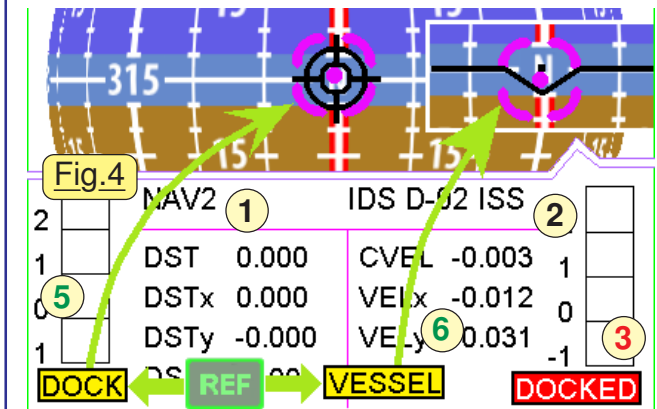 15 15
315 N
15 15
Fig.4
NAV2 1 IDS D-02 ISS 2
2
DST 0.000 CVEL -0.003
1 1
DSTx 0.000 VELx -0.012
5 0 0
DSTy -0.000 VELy 6 0.031 3
1 -1
DOCK REF VESSEL DOCKED